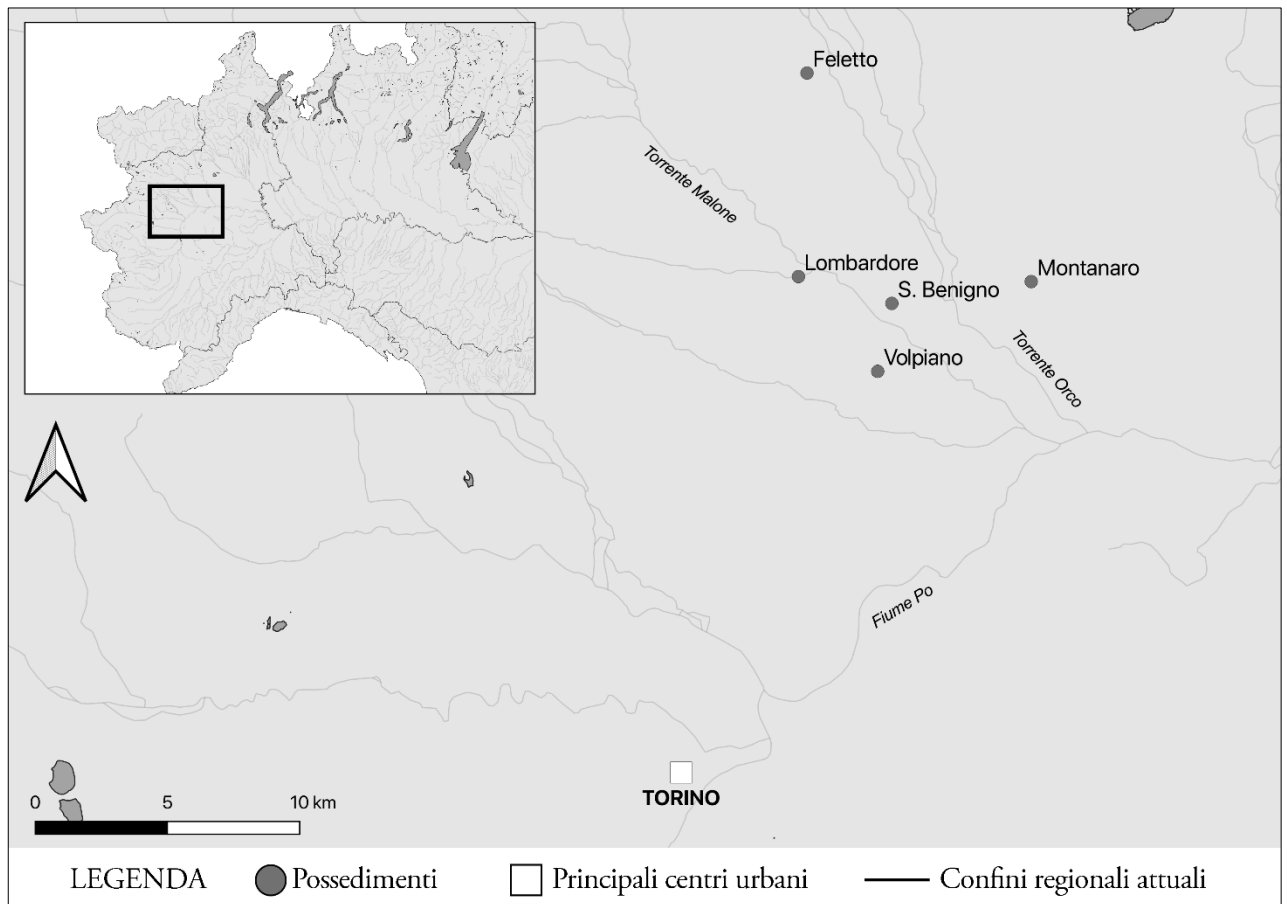 Feletto
Torrente Malone
Lombardore
S. Benigno
Montanaro
Volpiano
Torrente Orco
Fiume Po
TORINO
0 5 10 km
LEGENDA Possedimenti Principali centri urbani Confini regionali attuali